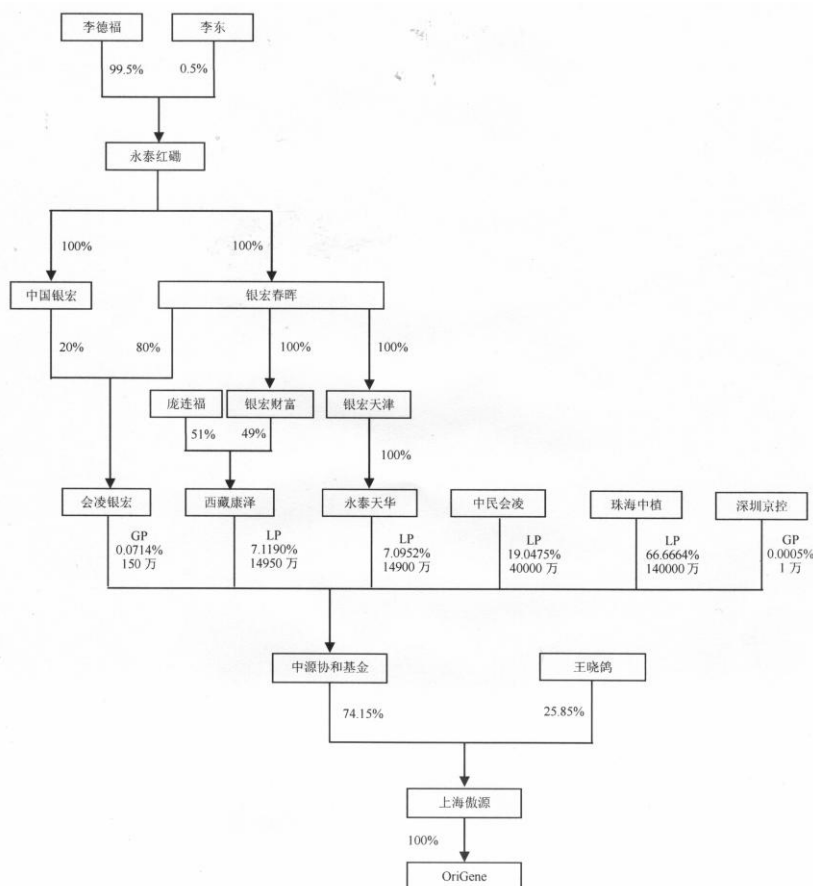 李德福 李东
99.5% 0.5%
永泰红磡
100% 100%
中国银宏 银宏春晖
20% 80% 100% 100%
庞连福 银宏财富 银宏天津
51% 49% 100%
会凌银宏 西藏康泽 永泰天华 中民会凌 珠海中植 深圳京控
GP LP LP LP LP GP
0.0714% 7.1190% 7.0952% 19.0475% 66.6664% 0.0005%
150 万 14950 万 14900 万 40000 万 140000 万 1 万
中源协和基金 王晓鸽
74.15% 25.85%
上海傲源
100%
OriGene